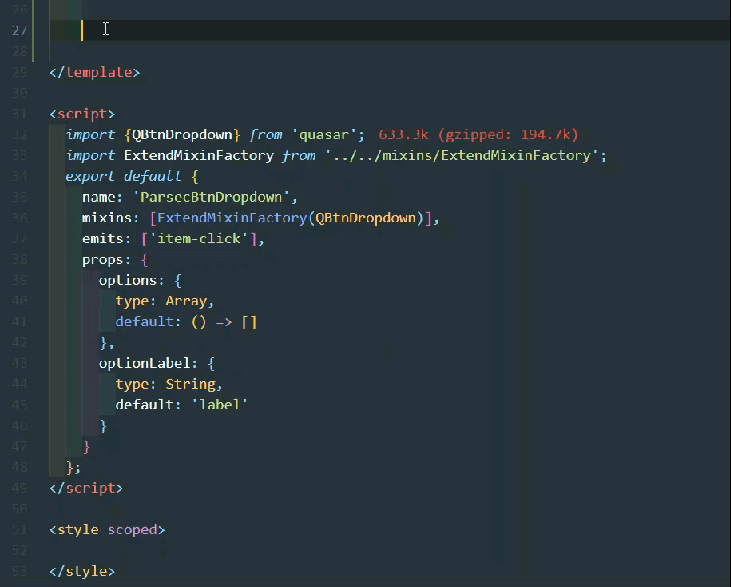 26
27
28
29 </template>
30
31 <script>
32 import {QBtnDropdown} from 'quasar'; 633.3k (gzipped: 194.7k)
33 import ExtendMixinFactory from '../../mixins/ExtendMixinFactory';
34 export default {
35 name: 'ParsecBtnDropdown',
36 mixins: [ExtendMixinFactory(QBtnDropdown)],
37 emits: ['item-click'],
38 props: {
39 options: {
40 type: Array,
41 default: () => []
42 },
43 optionLabel: {
44 type: String,
45 default: 'label'
46 }
47 }
48 };
49 </script>
50
51 <style scoped>
52
53 </style>